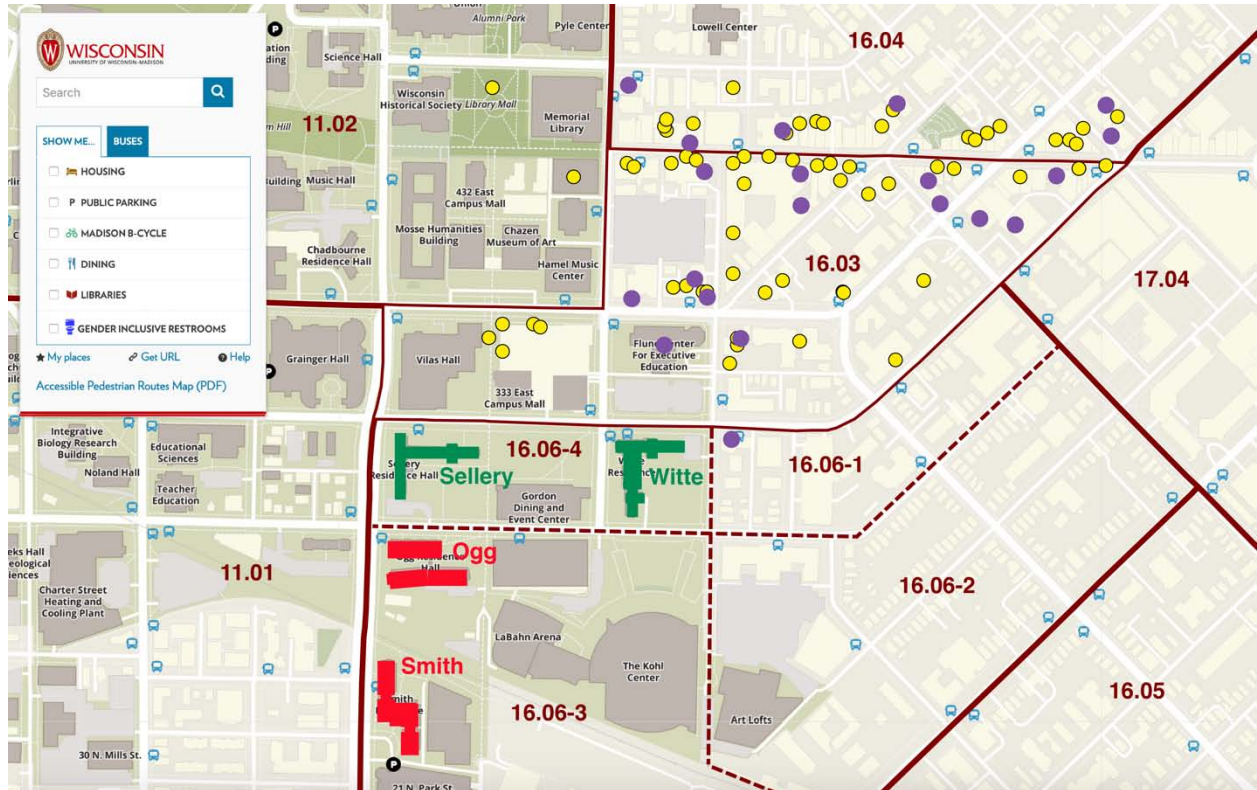 WISCONSIN
UNIVERSITY OF WISCONSIN–MADISON
Search
SHOW ME...
BUSES
HOUSING
P PUBLIC PARKING
MADISON B-CYCLE
DINING
LIBRARIES
GENDER INCLUSIVE RESTROOMS
My places
Get URL
Help
Accessible Pedestrian Routes Map (PDF)
P
Union
Alumni Park
Pyle Center
Lowell Center
16.04
Science Hall
Wisconsin
Historical Society
Library Mall
Memorial
Library
11.02
Music Hall
432 East
Campus Mall
Mosse Humanities
Building
Chazen
Museum of Art
Chadbourne
Residence Hall
Hamel Music
Center
16.03
17.04
Grainger Hall
P
Vilas Hall
Fluno Center
For Executive
Education
333 East
Campus Mall
Integrative
Biology Research
Building
Educational
Sciences
Noland Hall
Teacher
Education
16.06-4
16.06-1
Residence Hall
Sellery
Witte
Gordon
Dining and
Event Center
Ogg
Hall
11.01
Charter Street
Heating and
Cooling Plant
16.06-2
LaBahn Arena
The Kohl
Center
Smith
16.06-3
Art Lofts
16.05
30 N. Mills St.
P
21 N. Park St.